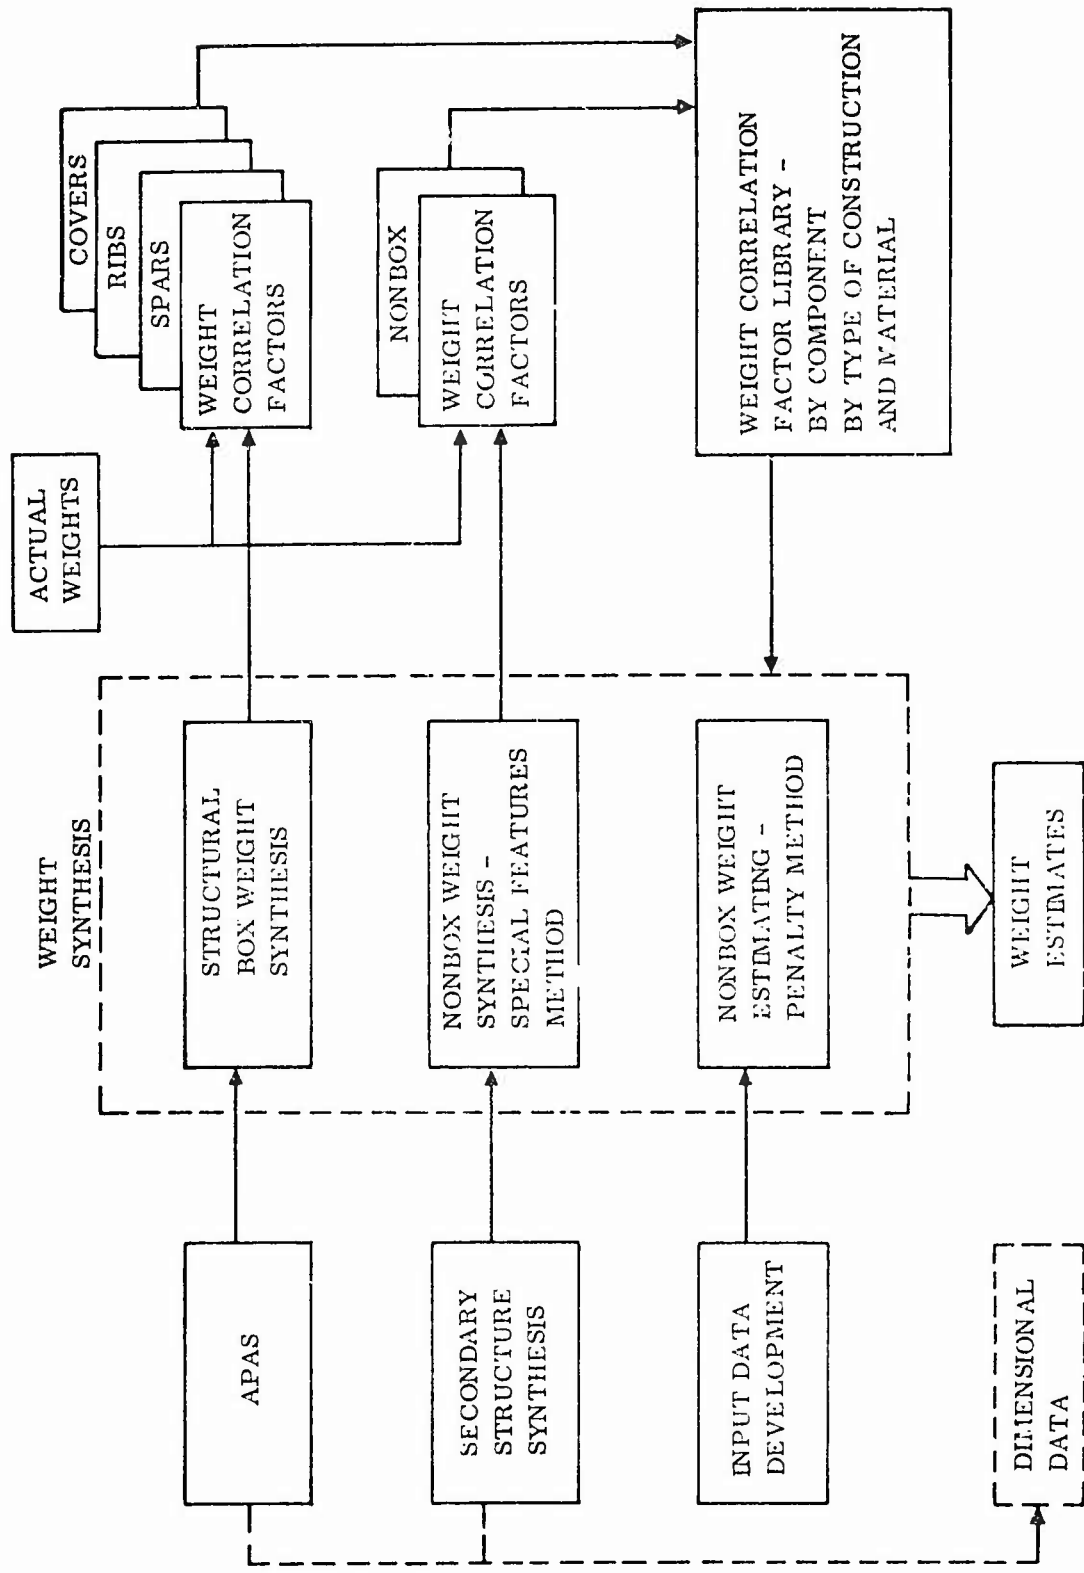 WEIGHT
SYNTHESIS
ACTUAL
WEIGHTS
APAS
STRUCTURAL
BOX WEIGHT
SYNTHESIS
COVERS
RIBS
SPARS
WEIGHT
CORRELATION
FACTORS
SECONDARY
STRUCTURE
SYNTHESIS
NONBOX WEIGHT
SYNTHESIS -
SPECIAL FEATURES
METHOD
NONBOX
WEIGHT
CORRELATION
FACTORS
INPUT DATA
DEVELOPMENT
NONBOX WEIGHT
ESTIMATING -
PENALTY METHOD
WEIGHT CORRELATION
FACTOR LIBRARY -
BY COMPONENT
BY TYPE OF CONSTRUCTION
AND MATERIAL
DIMENSIONAL
DATA
WEIGHT
ESTIMATES